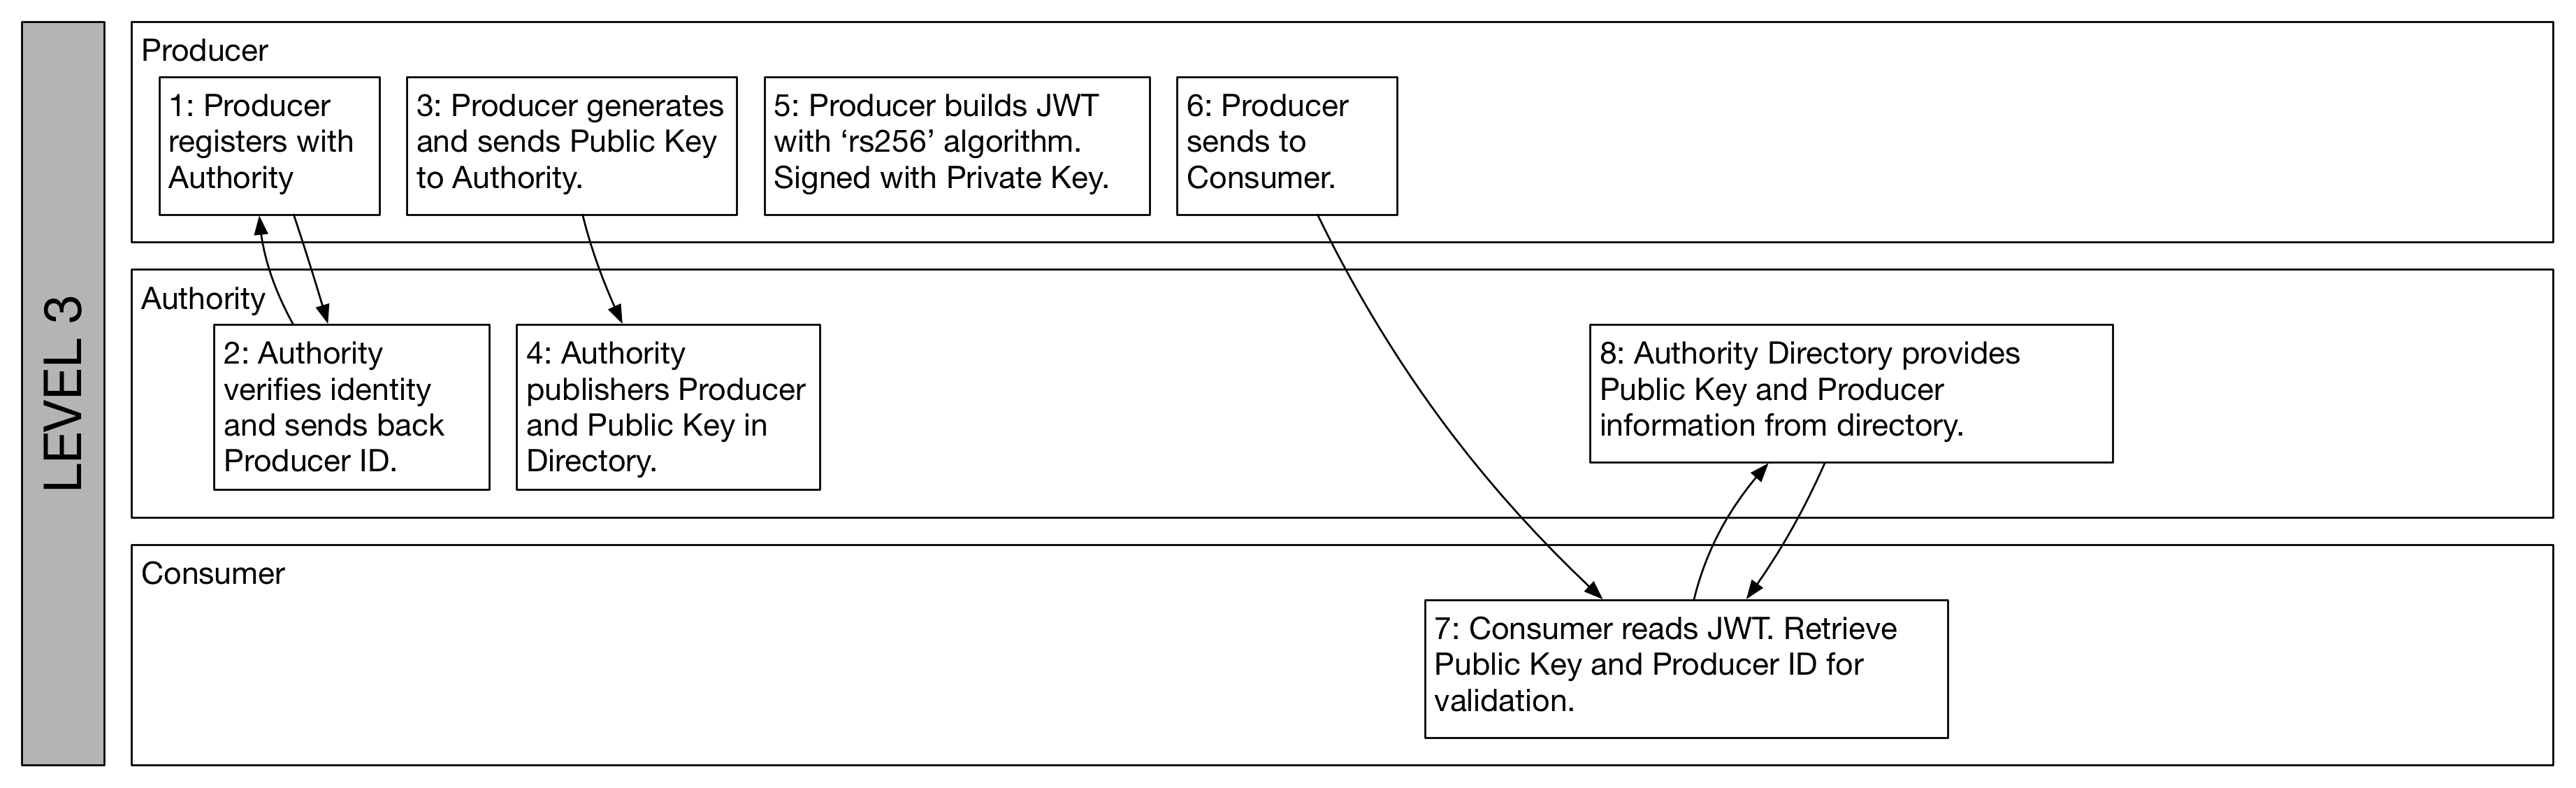 LEVEL 3
Producer
1: Producer
registers with
Authority
3: Producer generates
and sends Public Key
to Authority.
5: Producer builds JWT
with ‘rs256’ algorithm.
Signed with Private Key.
6: Producer
sends to
Consumer.
Authority
2: Authority
verifies identity
and sends back
Producer ID.
4: Authority
publishers Producer
and Public Key in
Directory.
8: Authority Directory provides
Public Key and Producer
information from directory.
Consumer
7: Consumer reads JWT. Retrieve
Public Key and Producer ID for
validation.